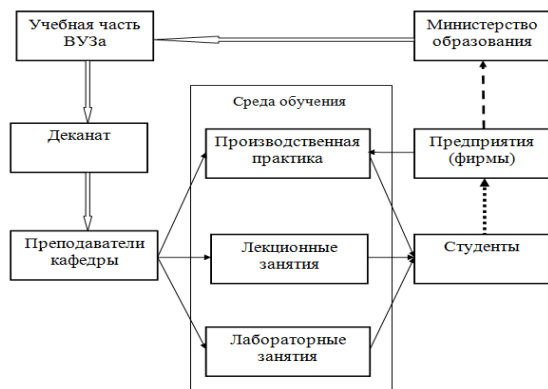 Учебная часть
ВУЗа
Министерство
образования
Среда обучения
Деканат
Производственная
практика
Предприятия
(фирмы)
Преподаватели
кафедры
Лекционные
занятия
Студенты
Лабораторные
занятия